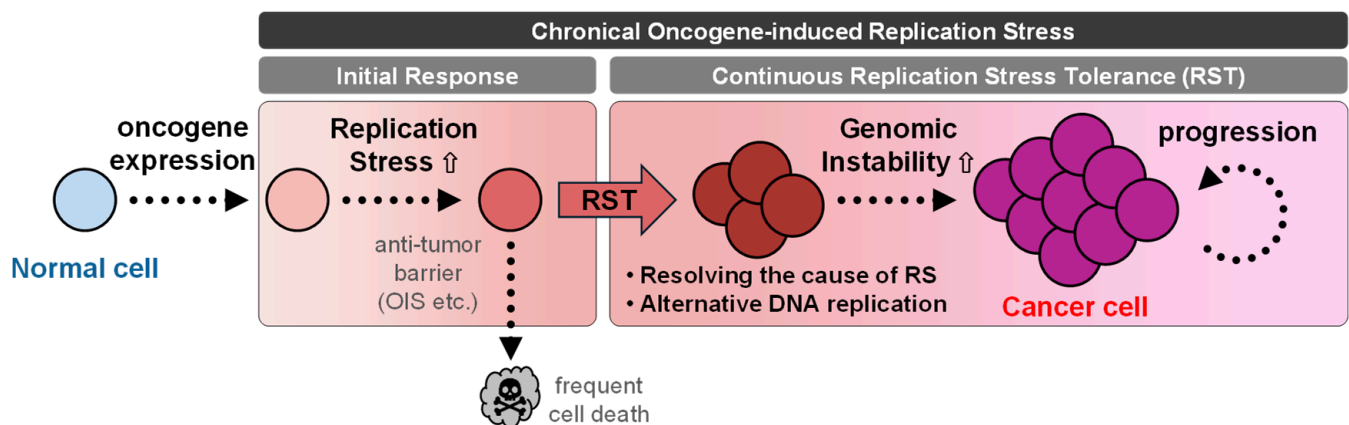 Chronical Oncogene-induced Replication Stress
Initial Response
Continuous Replication Stress Tolerance (RST)
oncogene
expression
Normal cell
Replication
Stress ⇧
anti-tumor
barrier
(OIS etc.)
frequent
cell death
RST
• Resolving the cause of RS
• Alternative DNA replication
Genomic
Instability ⇧
Cancer cell
progression